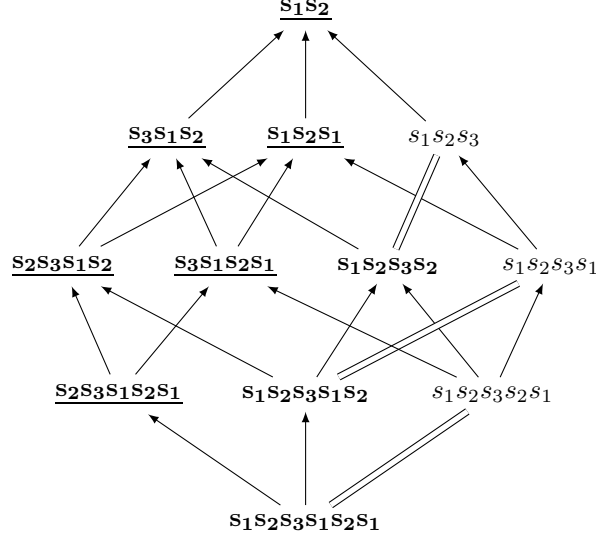 s₁s₂
s₃s₁s₂ s₁s₂s₁ s₁s₂s₃
s₂s₃s₁s₂ s₃s₁s₂s₁ s₁s₂s₃s₂ s₁s₂s₃s₁
s₂s₃s₁s₂s₁ s₁s₂s₃s₁s₂ s₁s₂s₃s₂s₁
s₁s₂s₃s₁s₂s₁